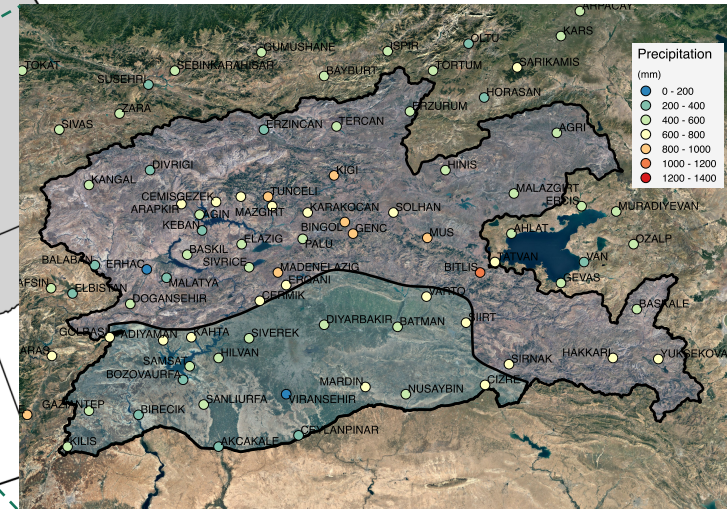 ARPACAY
KARS
OLTU
GUMUSHANE
ISPIR
Precipitation
(mm)
0 - 200
200 - 400
400 - 600
600 - 800
800 - 1000
1000 - 1200
1200 - 1400
TOKAT
SEBINKARAHISAR
SUSEHRI
BAYBURT
TORTUM
SARIKAMIS
HORASAN
ZARA
ERZURUM
SIVAS
ERZINCAN
TERCAN
AGRI
DIVRIGI
KIGI
HINIS
KANGAL
CEMISGEZEK
TUNCELI
MALAZGIRT
ERCIS
MURADIYEVAN
ARAPKIR
AGIN
MAZGIRT
KARAKOCAN
SOLHAN
KEBAN
BINGOL
GENC
MUS
AHLAT
ELAZIG
PALU
OZALP
BASKIL
BALABAN
ERHAC
SIVRICE
MADENELAZIG
BITLIS
TATVAN
VAN
MALATYA
ERGANI
GEVAS
AFSIN
ELBISTAN
DOGANSEHIR
CERMIK
VARTO
BASKALE
GOLBASI
ADIYAMAN
KAHTA
SIVEREK
DIYARBAKIR
BATMAN
SIIRT
ARAS
SAMSAT
HILVAN
SIRNAK
HAKKARI
YUKSEKOVA
BOZOVAURFA
MARDIN
CIZRE
GAZIANTEP
BIRECIK
SANLIURFA
VIRANSEHIR
NUSAYBIN
KILIS
AKCAKALE
CEYLANPINAR